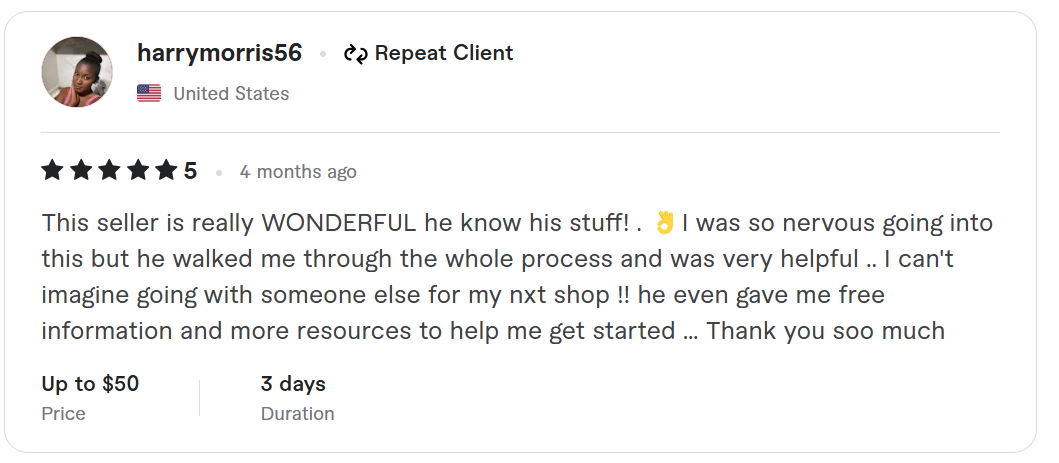 harrymorris56 • Repeat Client
United States
5 • 4 months ago
This seller is really WONDERFUL he know his stuff! . 👌 I was so nervous going into
this but he walked me through the whole process and was very helpful .. I can't
imagine going with someone else for my nxt shop !! he even gave me free
information and more resources to help me get started ... Thank you soo much
Up to $50 3 days
Price Duration